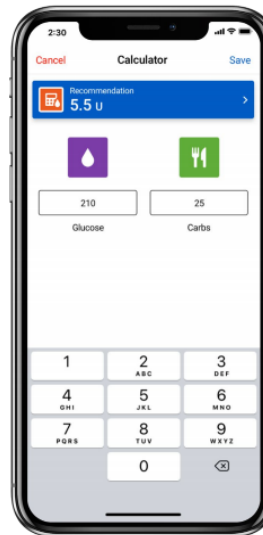 2:30
Cancel Calculator Save
Recommendation
5.5 U
210 25
Glucose Carbs
1 2 3
ABC DEF
4 5 6
GHI JKL MNO
7 8 9
PQRS TUV WXYZ
0